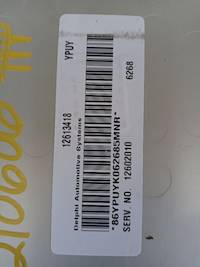 YPUY
12613418
6268
Delphi Automotive Systems
*86YPUYK062685MNR*
SERV. NO. 12602010